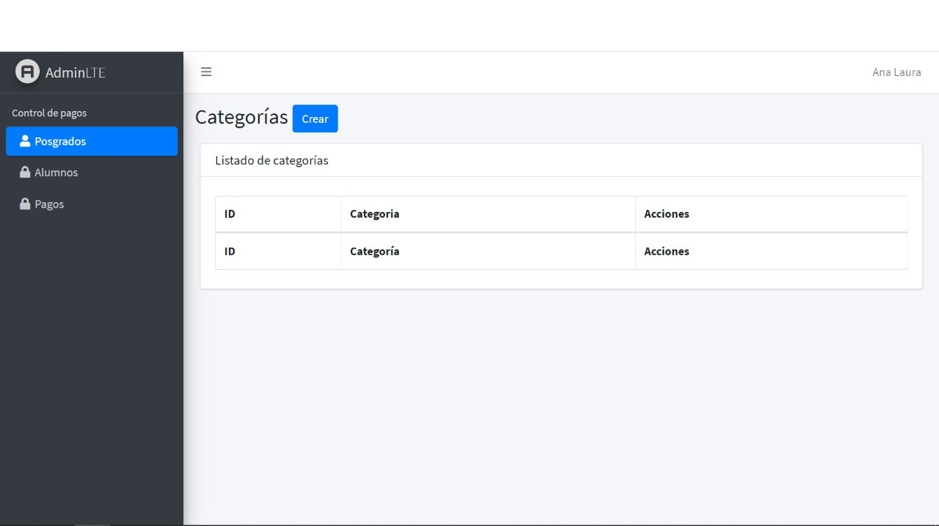 AdminLTE
Ana Laura
Control de pagos
Posgrados
Alumnos
Pagos
Categorías Crear
Listado de categorías
ID Categoria Acciones
ID Categoría Acciones